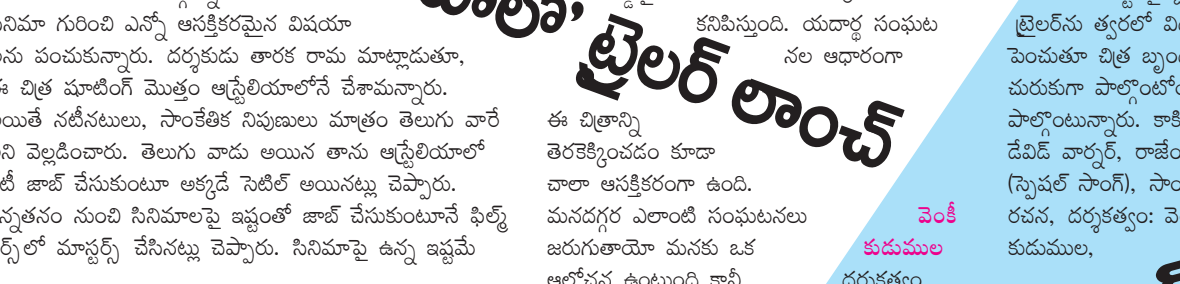 గురించి ఎన్నో ఆసక్తికరమైన విషయా
పంచుకున్నారు. దర్శకుడు తారక రామ మాట్లాడుతూ,
చిత్ర షూటింగ్ మొత్తం ఆస్ట్రేలియాలోనే చేశామన్నారు.
నటీనటులు, సాంకేతిక నిపుణులు మాత్రం తెలుగు వారే
వెల్లడించారు. తెలుగు వాడు అయిన తాను ఆస్ట్రేలియాలో
జాబ్ చేసుకుంటూ అక్కడే సెటిల్ అయినట్లు చెప్పారు.
నుంచి సినిమాలపై ఇష్టంతో జాబ్ చేసుకుంటూనే ఫిల్మ్
మాస్టర్స్ చేసినట్లు చెప్పారు. సినిమాపై ఉన్న ఇష్టమే
ట్రైలర్ లాంచ్
కనిపిస్తుంది. యదార్థ సంఘట
నల ఆధారంగా
ఈ చిత్రాన్ని
తెరకెక్కించడం కూడా
చాలా ఆసక్తికరంగా ఉంది.
మనదగ్గర ఎలాంటి సంఘటనలు
జరుగుతాయో మనకు ఒక
వెంకీ
కుడుముల
ట్రైలర్‌ను త్వరలో
పెంచుతూ చిత్ర
చురుకుగా
పాల్గొంటున్నారు.
డేవిడ్ వార్నర్,
(స్పెషల్ సాంగ్),
రచన, దర్శకత్వం:
కుడుముల,